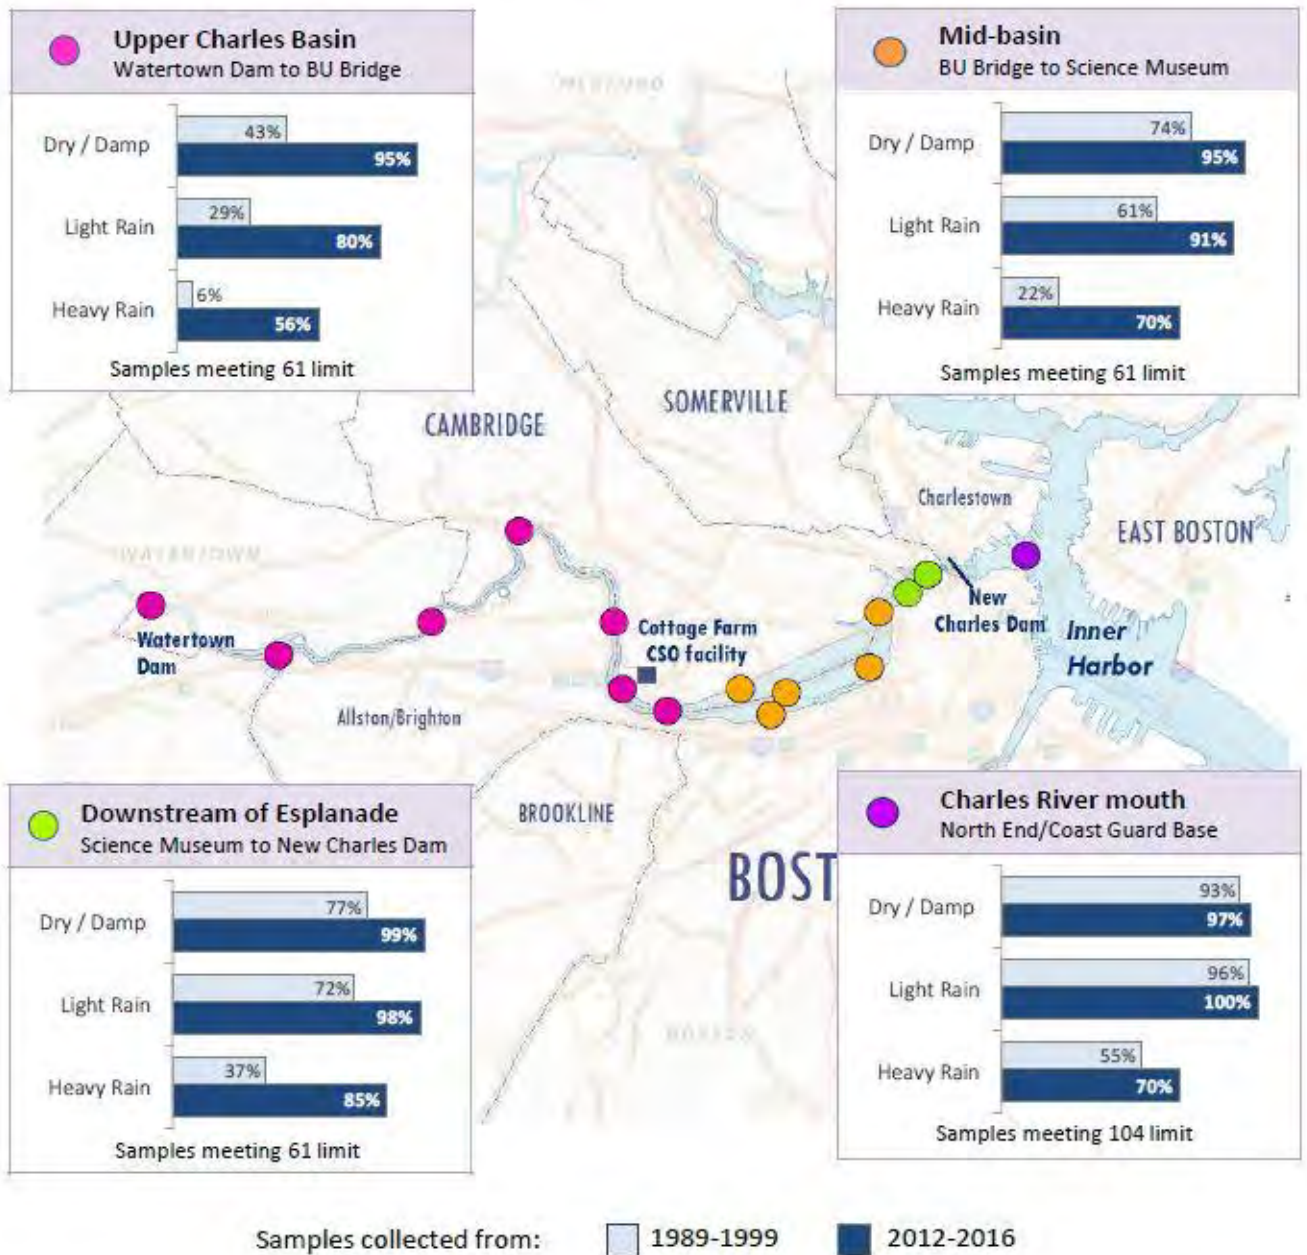 Upper Charles Basin
Watertown Dam to BU Bridge
Dry / Damp
43%
95%
Light Rain
29%
80%
Heavy Rain
6%
56%
Samples meeting 61 limit
Mid-basin
BU Bridge to Science Museum
Dry / Damp
74%
95%
Light Rain
61%
91%
Heavy Rain
22%
70%
Samples meeting 61 limit
MEDFORD
SOMERVILLE
CAMBRIDGE
Charlestown
EAST BOSTON
WATERTOWN
New
Charles Dam
Inner
Harbor
Watertown
Dam
Cottage Farm
CSO facility
Allston/Brighton
BROOKLINE
BOST
BOSTON
Downstream of Esplanade
Science Museum to New Charles Dam
Dry / Damp
77%
99%
Light Rain
72%
98%
Heavy Rain
37%
85%
Samples meeting 61 limit
Charles River mouth
North End/Coast Guard Base
Dry / Damp
93%
97%
Light Rain
96%
100%
Heavy Rain
55%
70%
Samples meeting 104 limit
Samples collected from:
1989-1999
2012-2016